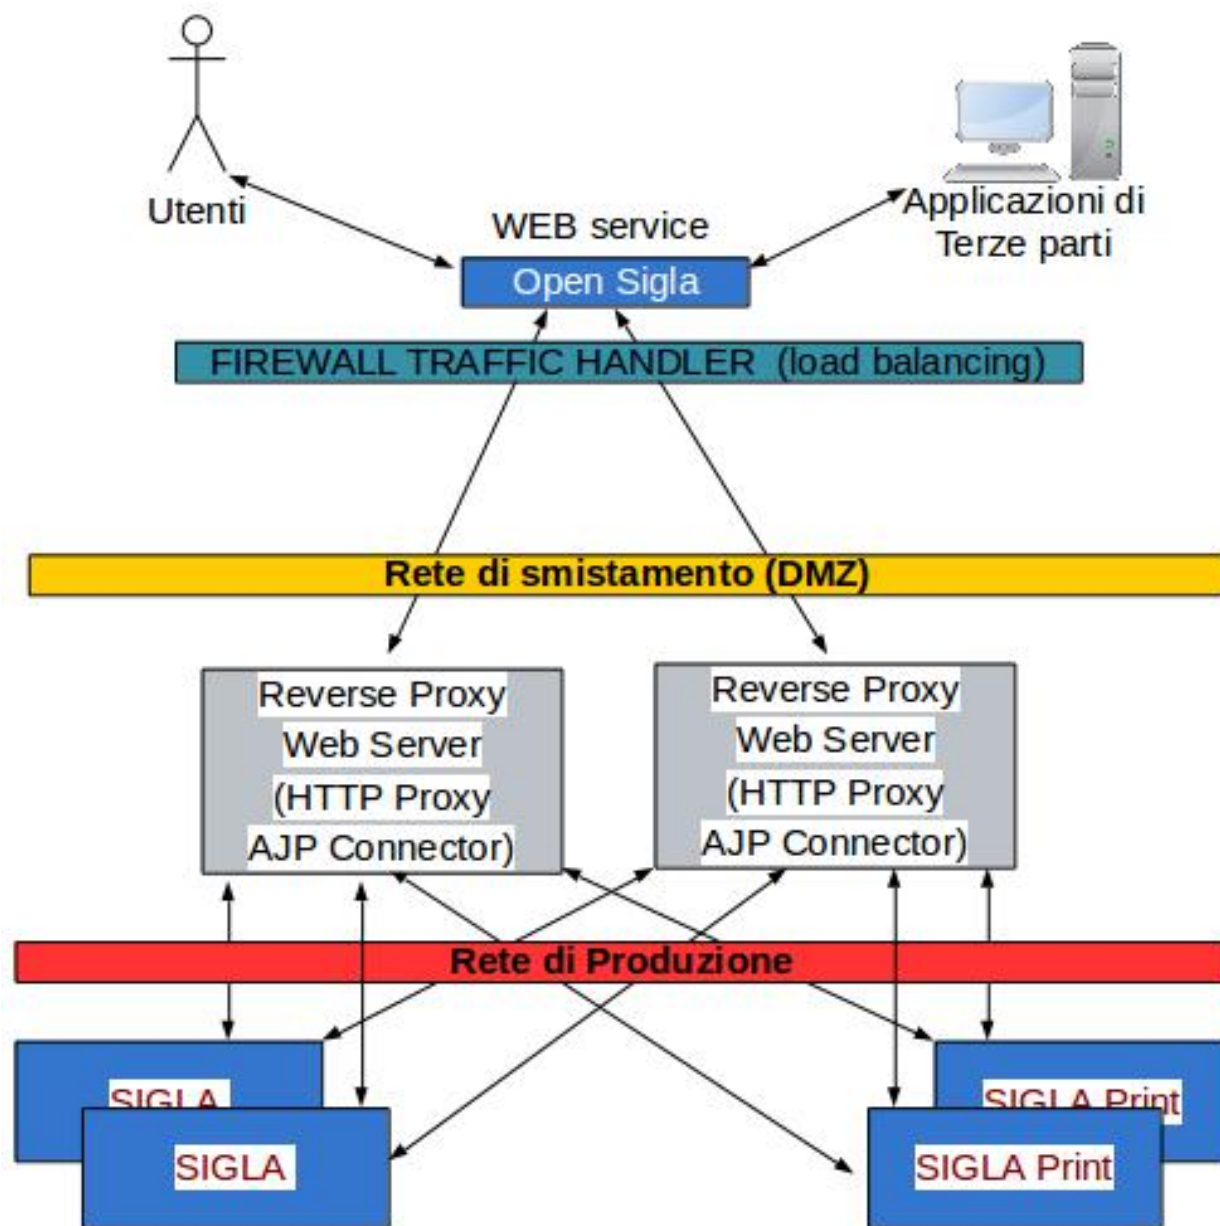 Utenti
Applicazioni di
Terze parti
WEB service
Open Sigla
FIREWALL TRAFFIC HANDLER (load balancing)
Rete di smistamento (DMZ)
Reverse Proxy
Web Server
(HTTP Proxy
AJP Connector)
Reverse Proxy
Web Server
(HTTP Proxy
AJP Connector)
Rete di Produzione
SIGLA
SIGLA
SIGLA Print
SIGLA Print